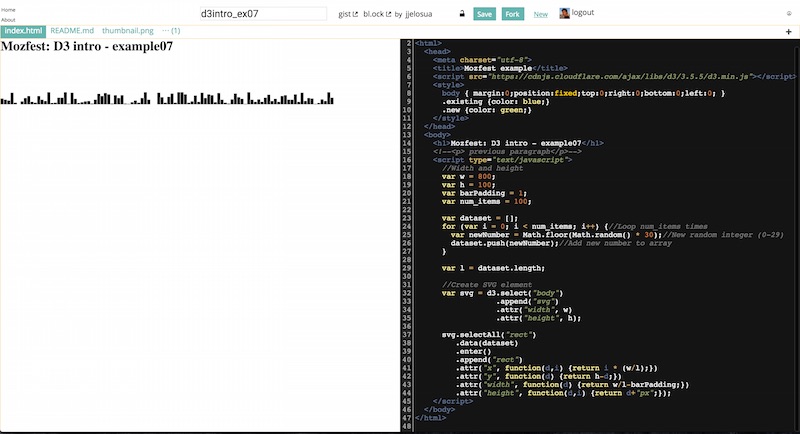 Home
About
d3intro_ex07
gist bl.ock by jjelosua
Save
Fork
New
logout
index.html README.md thumbnail.png ··· (1)
+
Mozfest: D3 intro - example07
2 <html>
3 <head>
4 <meta charset="utf-8">
5 <title>Mozfest example</title>
6 <script src="https://cdnjs.cloudflare.com/ajax/libs/d3/3.5.5/d3.min.js"></script>
7 <style>
8 body { margin:0;position:fixed;top:0;right:0;bottom:0;left:0; }
9 .existing {color: blue;}
10 .new {color: green;}
11 </style>
12 </head>
13 <body>
14 <h1>Mozfest: D3 intro - example07</h1>
15 <!--<p> previous paragraph</p>-->
16 <script type="text/javascript">
17 //Width and height
18 var w = 800;
19 var h = 100;
20 var barPadding = 1;
21 var num_items = 100;
22
23 var dataset = [];
24 for (var i = 0; i < num_items; i++) {//Loop num_items times
25 var newNumber = Math.floor(Math.random() * 30);//New random integer (0-29)
26 dataset.push(newNumber);//Add new number to array
27 }
28
29 var l = dataset.length;
30
31 //Create SVG element
32 var svg = d3.select("body")
33 .append("svg")
34 .attr("width", w)
35 .attr("height", h);
36
37 svg.selectAll("rect")
38 .data(dataset)
39 .enter()
40 .append("rect")
41 .attr("x", function(d,i) {return i * (w/l);})
42 .attr("y", function(d) {return h-d;})
43 .attr("width", function(d) {return w/l-barPadding;})
44 .attr("height", function(d,i) {return d+"px";});
45 </script>
46 </body>
47 </html>
48